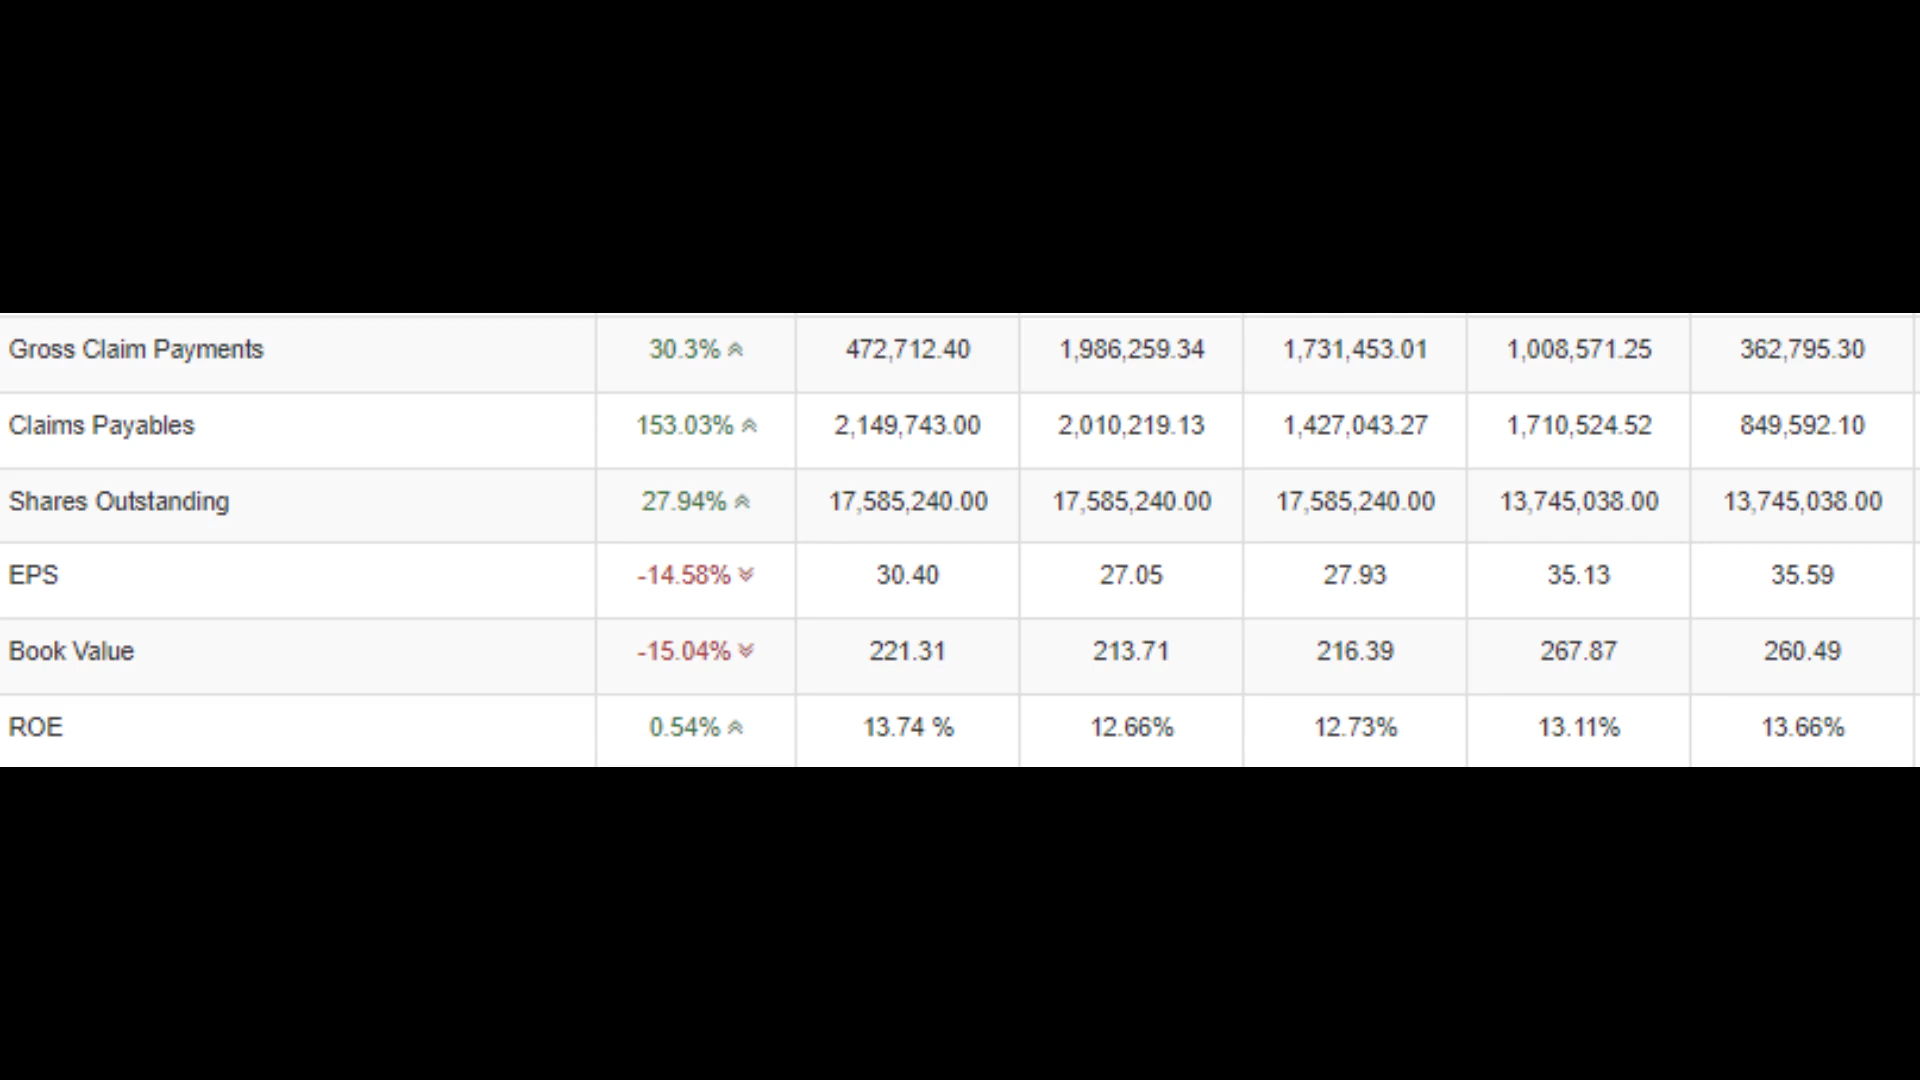 Gross Claim Payments 30.3% 472,712.40 1,986,259.34 1,731,453.01 1,008,571.25 362,795.30
Claims Payables 153.03% 2,149,743.00 2,010,219.13 1,427,043.27 1,710,524.52 849,592.10
Shares Outstanding 27.94% 17,585,240.00 17,585,240.00 17,585,240.00 13,745,038.00 13,745,038.00
EPS -14.58% 30.40 27.05 27.93 35.13 35.59
Book Value -15.04% 221.31 213.71 216.39 267.87 260.49
ROE 0.54% 13.74 % 12.66% 12.73% 13.11% 13.66%